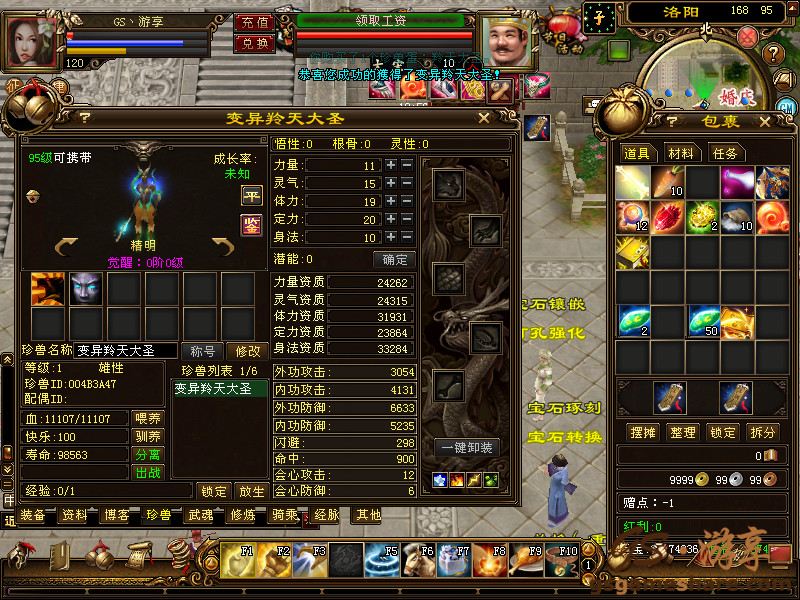 GS丶游享
充值
兑换
领取工资
洛阳 168 95
120
10
恭喜您成功的獲得了变异羚天大圣!
北
子
节日活动
婚庆
GM
变异羚天大圣
95级可携带
成长率:
未知
平
鉴
精明
觉醒:0阶0级
悟性:0 根骨:0 灵性:0
力量: 11
灵气: 15
体力: 19
定力: 20
身法: 10
潜能:0 确定
力量资质 24262
灵气资质 24315
体力资质 31931
定力资质 23864
身法资质 33284
珍兽名称 变异羚天大圣 称号 修改
等级:1 雄性
珍兽ID:004B3A47
配偶ID:
珍兽列表 1/6
变异羚天大圣
血:11107/11107 喂养
快乐:100 驯养
寿命:98563 分离
出战
经验:0/1 锁定 放生
外功攻击: 3054
内功攻击: 4131
外功防御: 6633
内功防御: 5235
闪避: 298
命中: 900
会心攻击: 12
会心防御: 6
一键卸装
装备 资料 博客 珍兽 武魂 修炼 骑乘 经脉 其他
宝石镶嵌
打孔强化
宝石琢刻
宝石转换
包裹
道具 材料 任务
10
12 2 10
2 50
摆摊 整理 锁定 拆分
0
9999 99 99
赠点:-1
红利:0
F1 F2 F3 F5 F6 F7 F8 F9 F10
1
游享